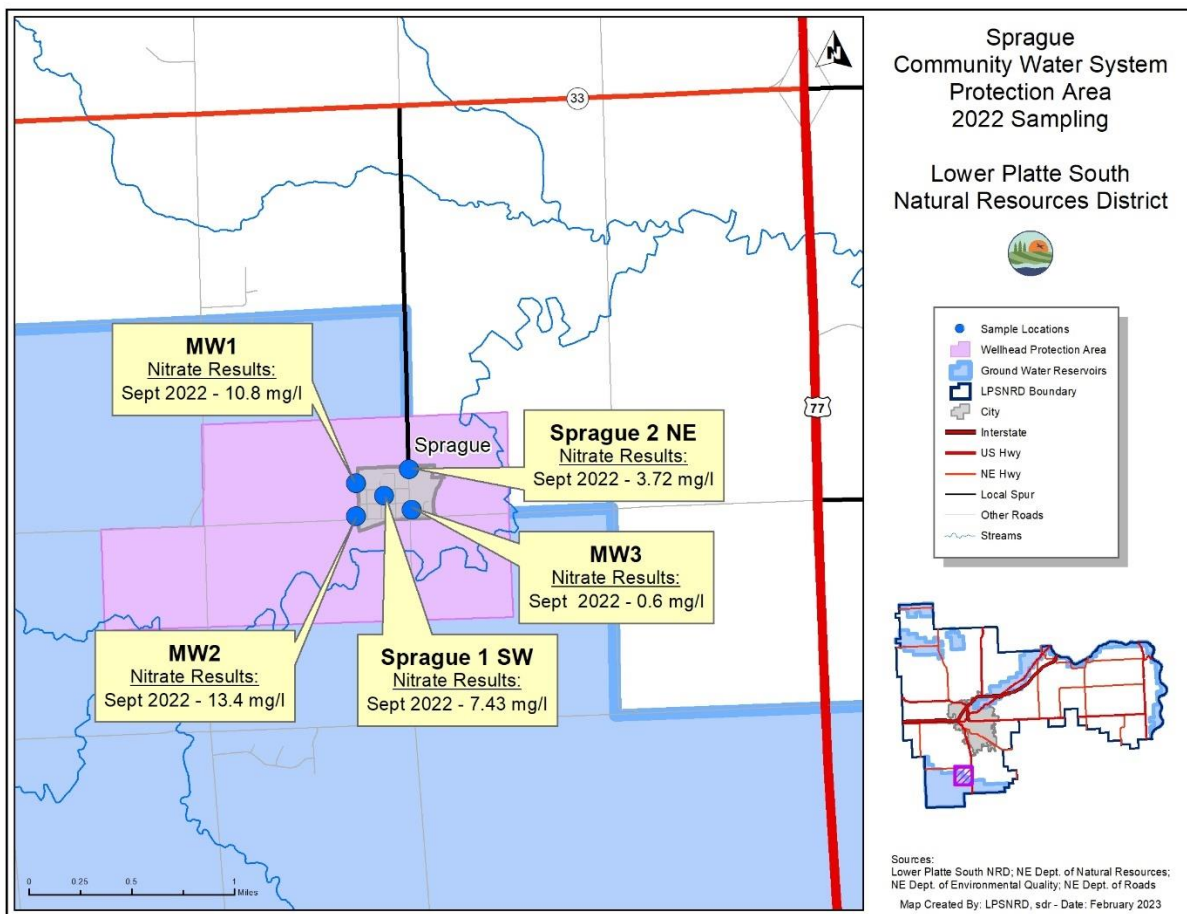 Sprague
Community Water System
Protection Area
2022 Sampling
Lower Platte South
Natural Resources District
N
33
77
MW1
Nitrate Results:
Sept 2022 - 10.8 mg/l
Sprague
Sprague 2 NE
Nitrate Results:
Sept 2022 - 3.72 mg/l
MW3
Nitrate Results:
Sept 2022 - 0.6 mg/l
MW2
Nitrate Results:
Sept 2022 - 13.4 mg/l
Sprague 1 SW
Nitrate Results:
Sept 2022 - 7.43 mg/l
0 0.25 0.5 1
Miles
Sample Locations
Wellhead Protection Area
Ground Water Reservoirs
LPSNRD Boundary
City
Interstate
US Hwy
NE Hwy
Local Spur
Other Roads
Streams
Sources:
Lower Platte South NRD; NE Dept. of Natural Resources;
NE Dept. of Environmental Quality; NE Dept. of Roads
Map Created By: LPSNRD, sdr - Date: February 2023